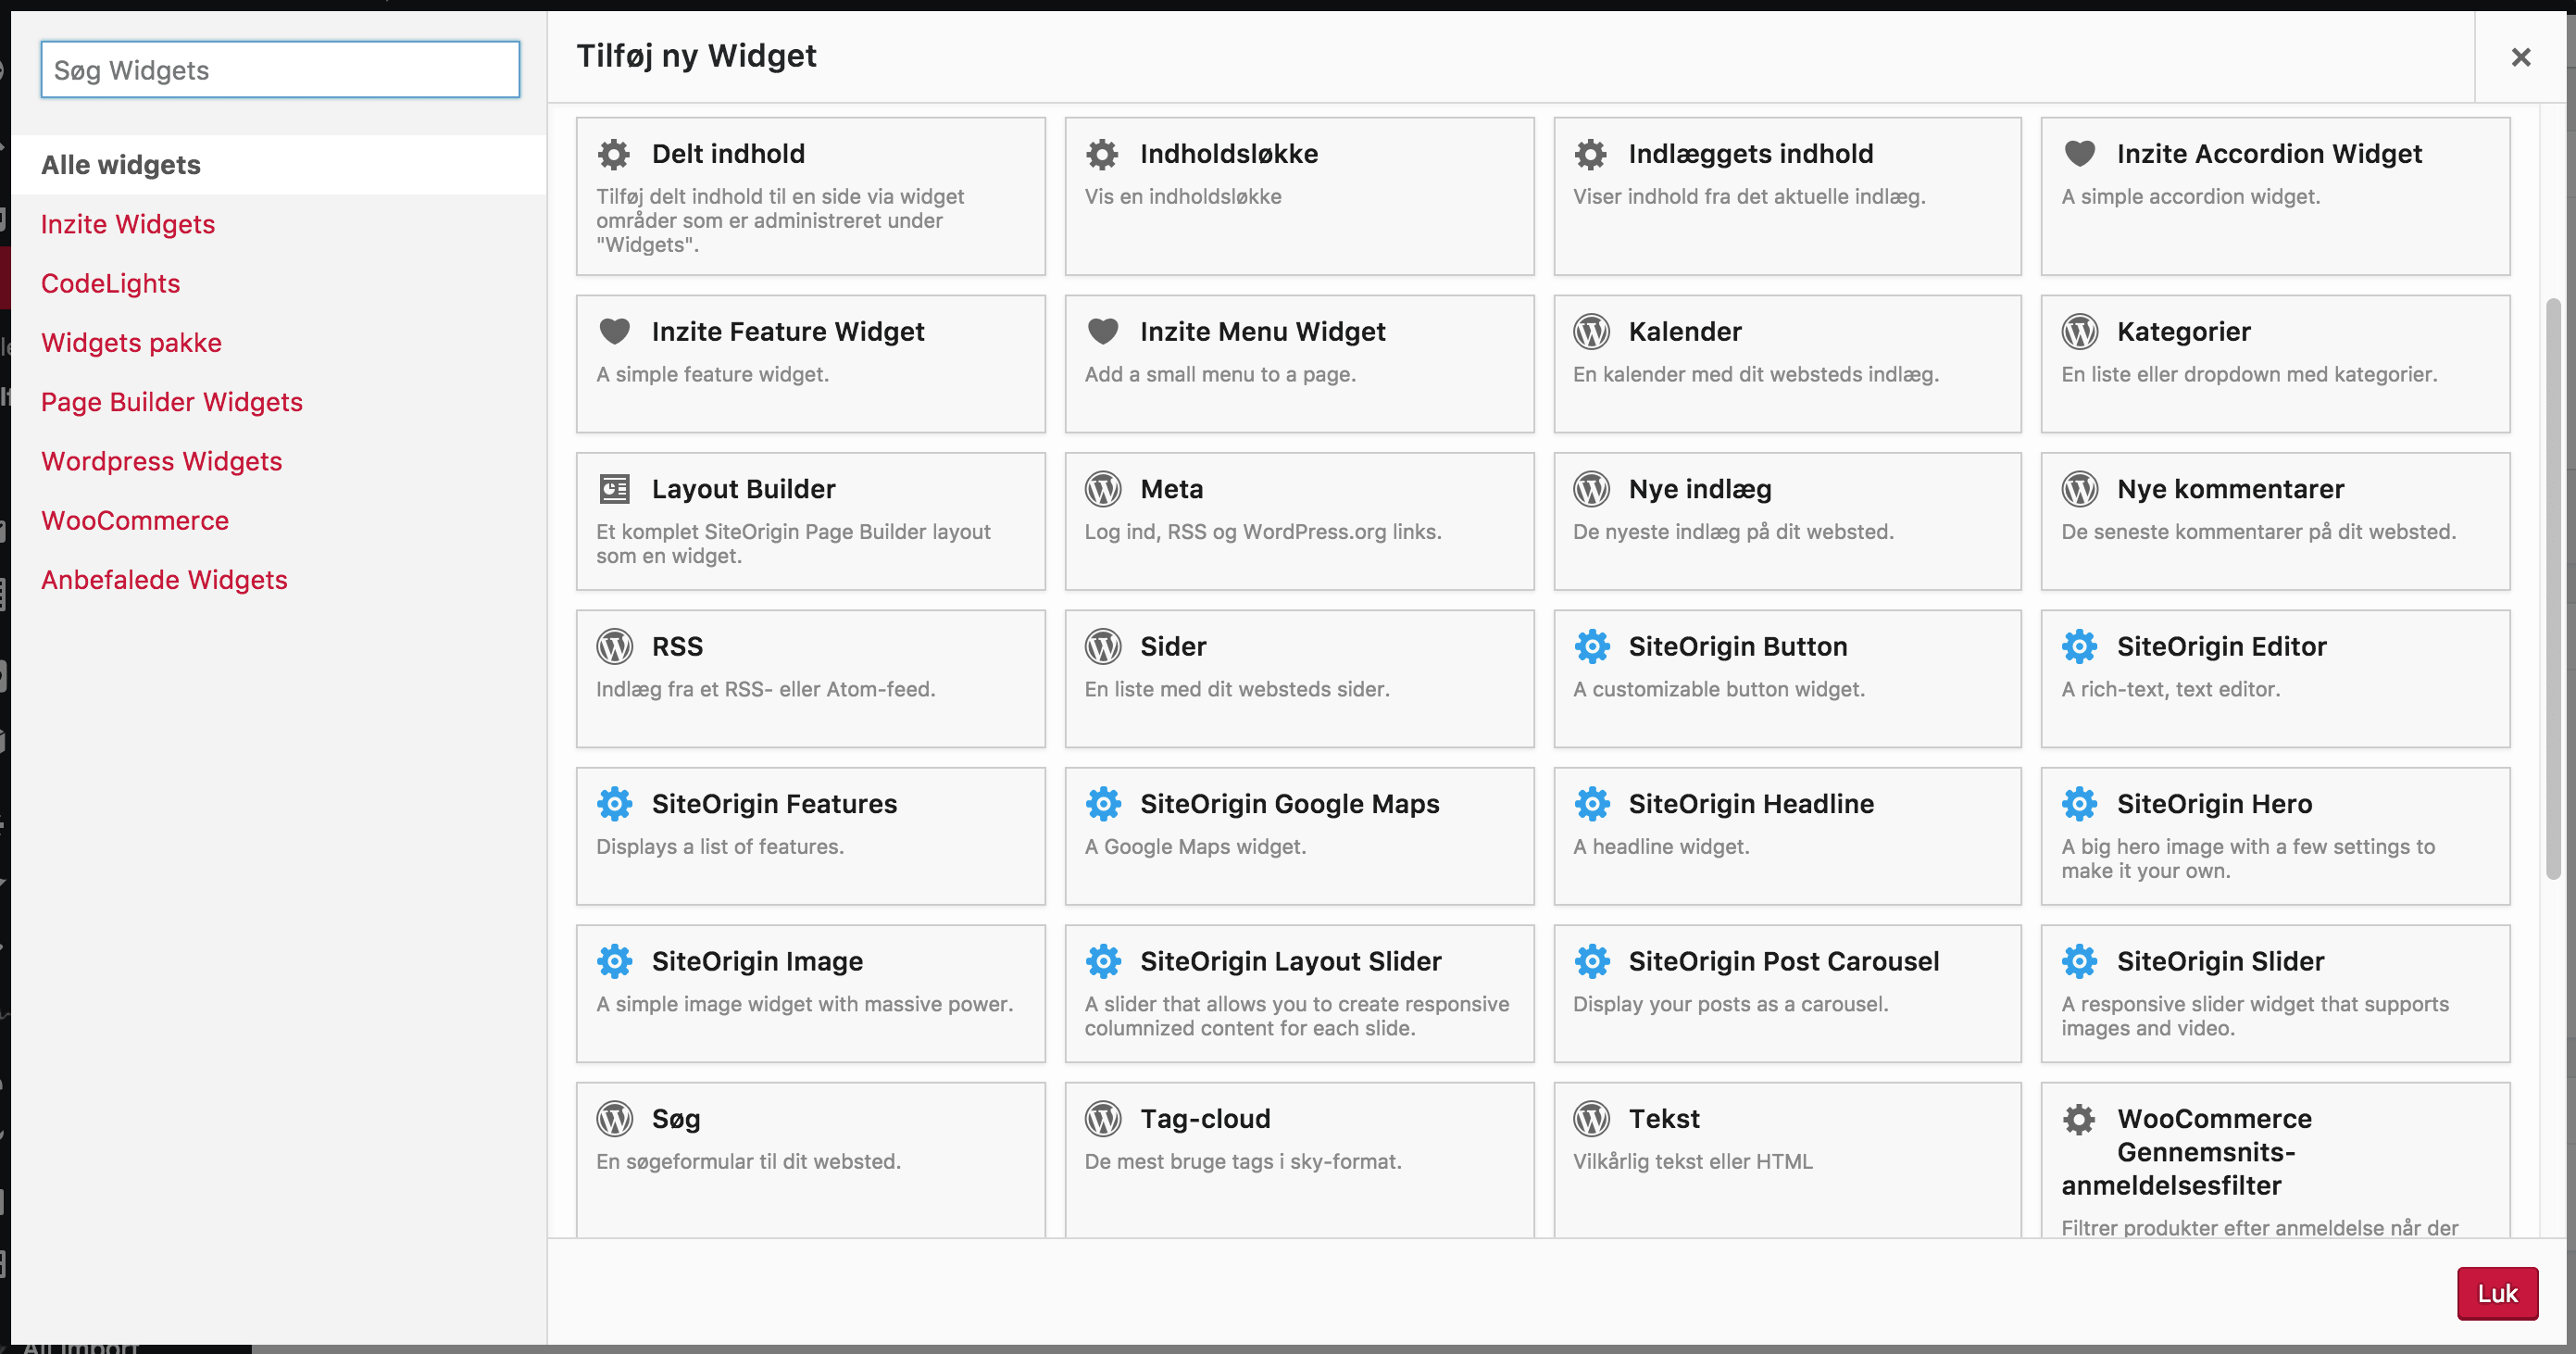 Søg Widgets
Alle widgets
Inzite Widgets
CodeLights
Widgets pakke
Page Builder Widgets
Wordpress Widgets
WooCommerce
Anbefalede Widgets
Tilføj ny Widget
Delt indhold
Tilføj delt indhold til en side via widget
områder som er administreret under
"Widgets".
Indholdsløkke
Vis en indholdsløkke
Indlæggets indhold
Viser indhold fra det aktuelle indlæg.
Inzite Accordion Widget
A simple accordion widget.
Inzite Feature Widget
A simple feature widget.
Inzite Menu Widget
Add a small menu to a page.
Kalender
En kalender med dit websteds indlæg.
Kategorier
En liste eller dropdown med kategorier.
Layout Builder
Et komplet SiteOrigin Page Builder layout
som en widget.
Meta
Log ind, RSS og WordPress.org links.
Nye indlæg
De nyeste indlæg på dit websted.
Nye kommentarer
De seneste kommentarer på dit websted.
RSS
Indlæg fra et RSS- eller Atom-feed.
Sider
En liste med dit websteds sider.
SiteOrigin Button
A customizable button widget.
SiteOrigin Editor
A rich-text, text editor.
SiteOrigin Features
Displays a list of features.
SiteOrigin Google Maps
A Google Maps widget.
SiteOrigin Headline
A headline widget.
SiteOrigin Hero
A big hero image with a few settings to
make it your own.
SiteOrigin Image
A simple image widget with massive power.
SiteOrigin Layout Slider
A slider that allows you to create responsive
columnized content for each slide.
SiteOrigin Post Carousel
Display your posts as a carousel.
SiteOrigin Slider
A responsive slider widget that supports
images and video.
Søg
En søgeformular til dit websted.
Tag-cloud
De mest bruge tags i sky-format.
Tekst
Vilkårlig tekst eller HTML
WooCommerce
Gennemsnits-
anmeldelsesfilter
Filtrer produkter efter anmeldelse når der
Luk
All Import